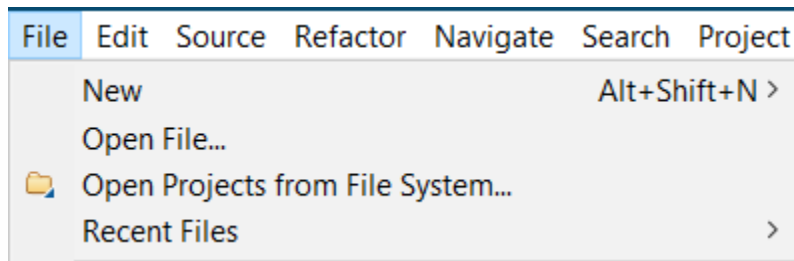 File Edit Source Refactor Navigate Search Project
New Alt+Shift+N >
Open File...
Open Projects from File System...
Recent Files >